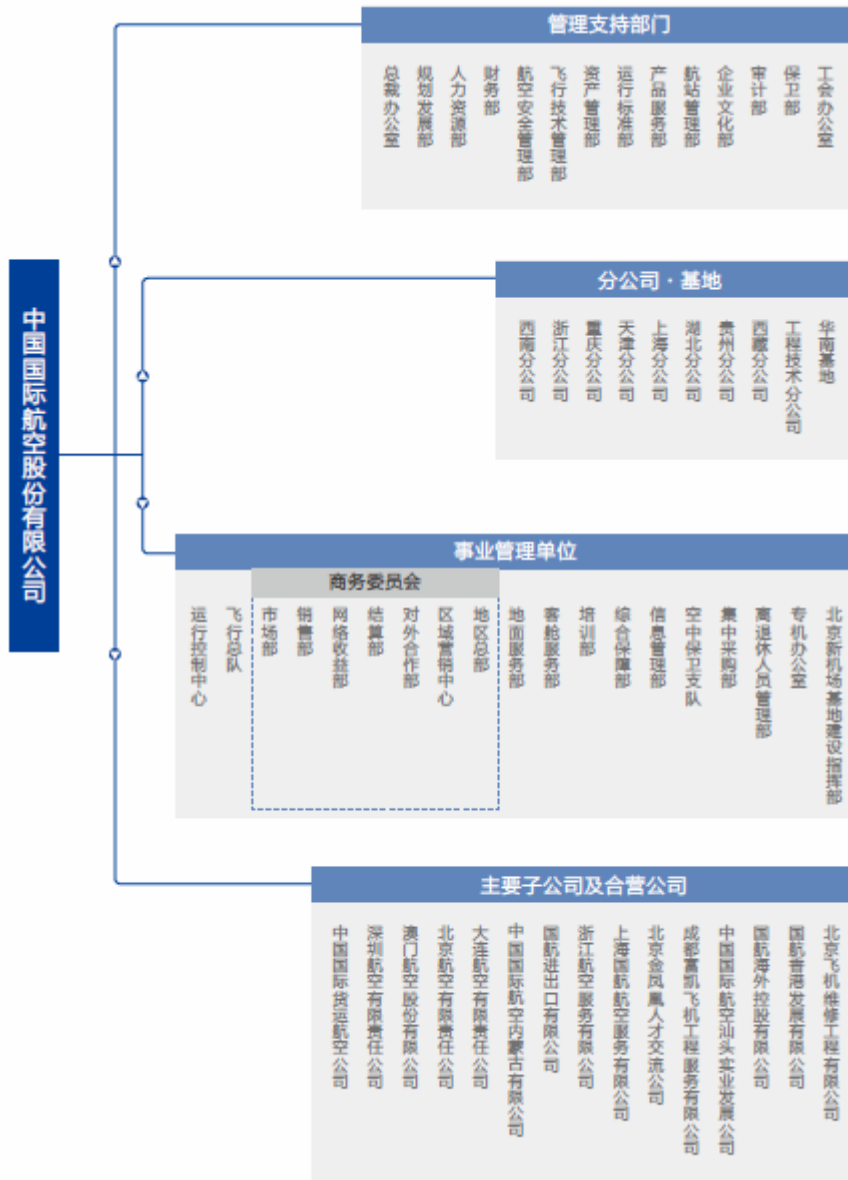 中国国际航空股份有限公司
管理支持部门
总裁办公室
规划发展部
人力资源部
财务部
航空安全管理部
飞行技术管理部
资产管理部
运行标准部
产品服务部
航站管理部
企业文化部
审计部
保卫部
工会办公室
分公司·基地
西南分公司
浙江分公司
重庆分公司
天津分公司
上海分公司
湖北分公司
贵州分公司
西藏分公司
工程技术分公司
华南基地
事业管理单位
商务委员会
运行控制中心
飞行总队
市场部
销售部
网络收益部
结算部
对外合作部
区域营销中心
地区总部
地面服务部
客舱服务部
培训部
综合保障部
信息管理部
空中保卫支队
集中采购部
离退休人员管理部
专机办公室
北京新机场基地建设指挥部
主要子公司及合营公司
中国国际货运航空公司
深圳航空有限责任公司
澳门航空股份有限公司
北京航空有限责任公司
大连航空有限责任公司
中国国际航空内蒙古有限公司
国航进出口有限公司
浙江航空服务有限公司
上海国航航空服务有限公司
北京金凤凰人才交流公司
成都富凯飞机工程服务有限公司
中国国际航空汕头实业发展公司
国航海外控股有限公司
国航香港发展有限公司
北京飞机维修工程有限公司